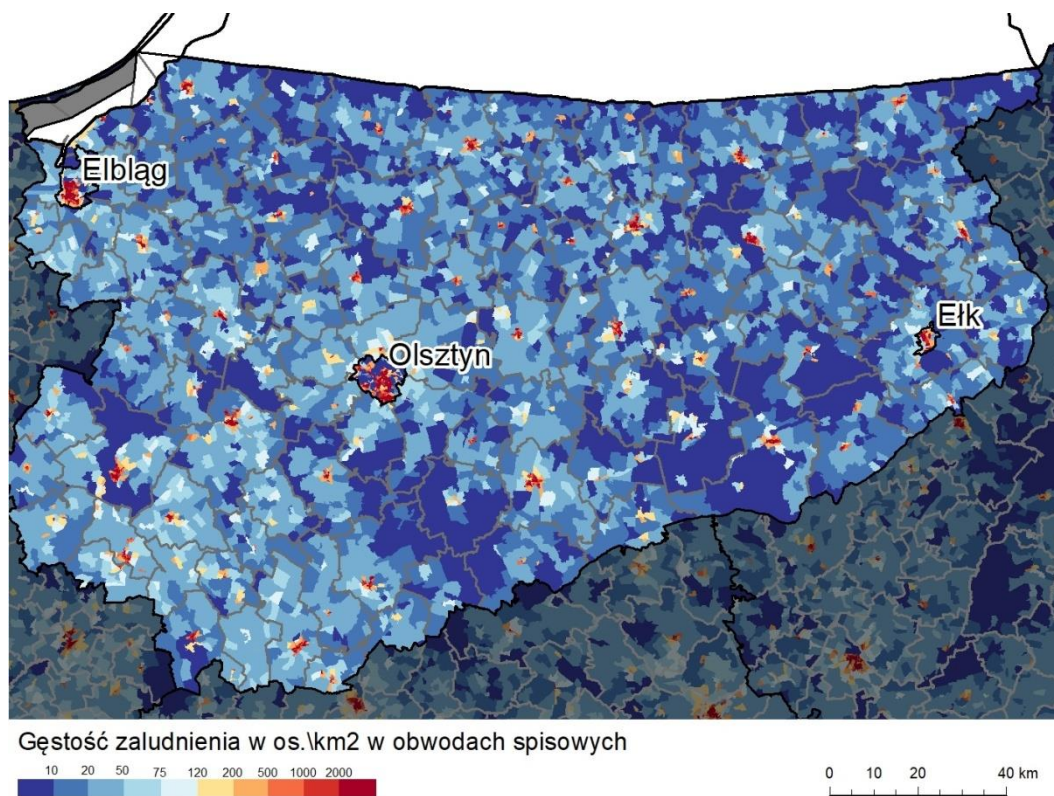 Elbląg
Ełk
Olsztyn
Gęstość zaludnienia w os.\km2 w obwodach spisowych
10 20 50 75 120 200 500 1000 2000
0 10 20 40 km